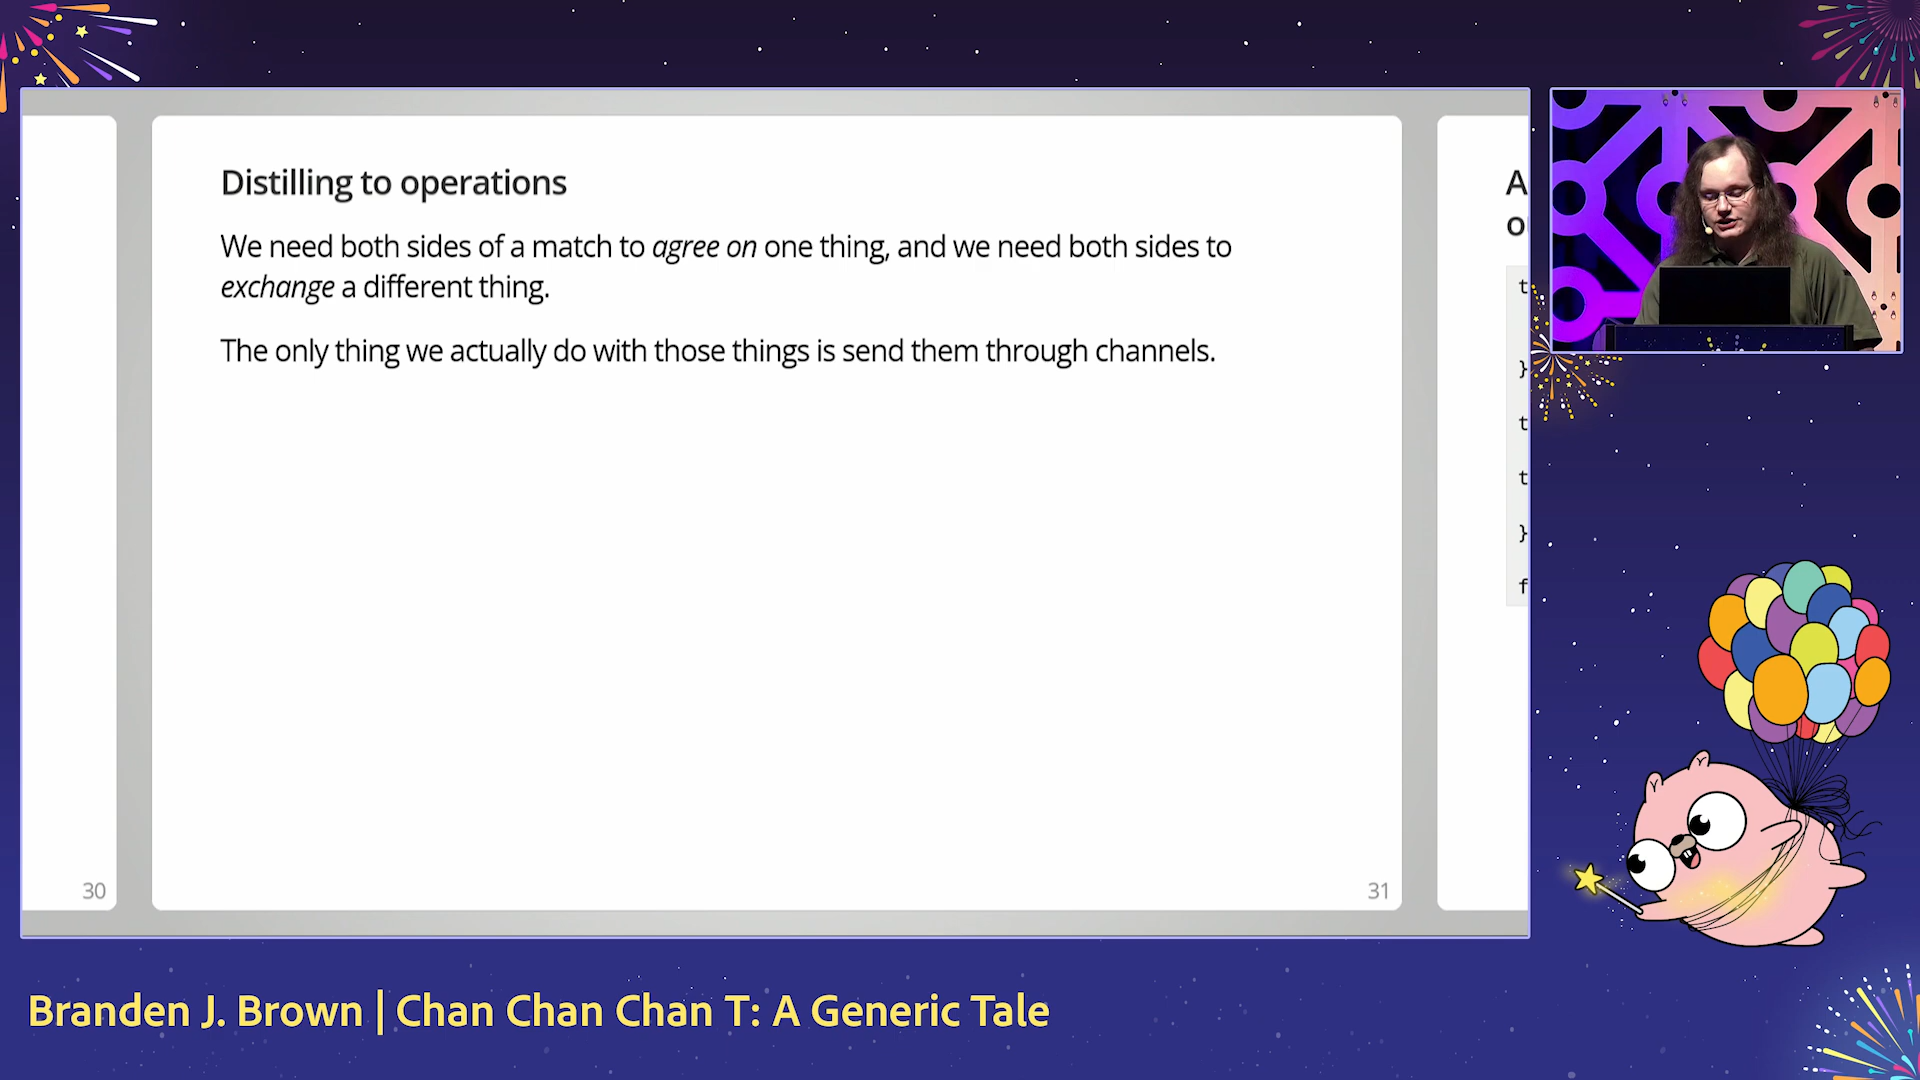 Distilling to operations
We need both sides of a match to agree on one thing, and we need both sides to
exchange a different thing.
The only thing we actually do with those things is send them through channels.
30
31
A
o
t
}
t
t
}
f
Branden J. Brown | Chan Chan Chan T: A Generic Tale